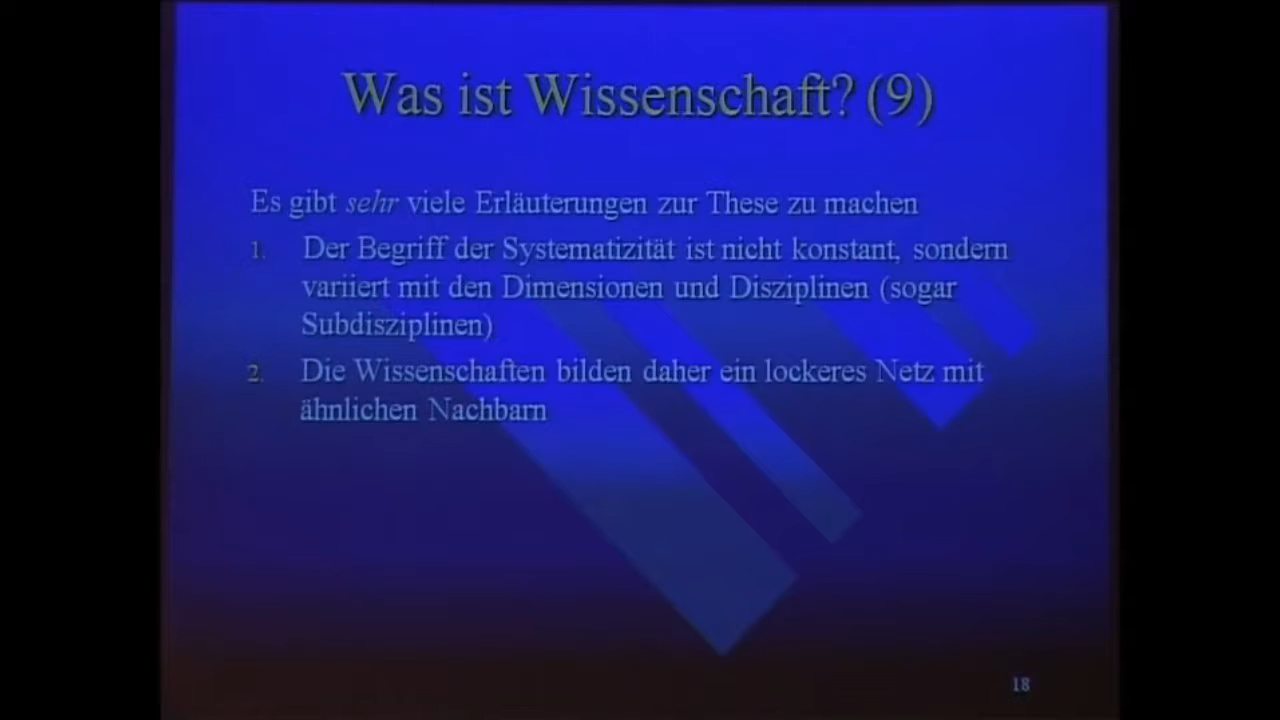 Was ist Wissenschaft? (9)
Es gibt sehr viele Erläuterungen zur These zu machen
1. Der Begriff der Systematizität ist nicht konstant, sondern
variiert mit den Dimensionen und Disziplinen (sogar
Subdisziplinen)
2. Die Wissenschaften bilden daher ein lockeres Netz mit
ähnlichen Nachbarn
18